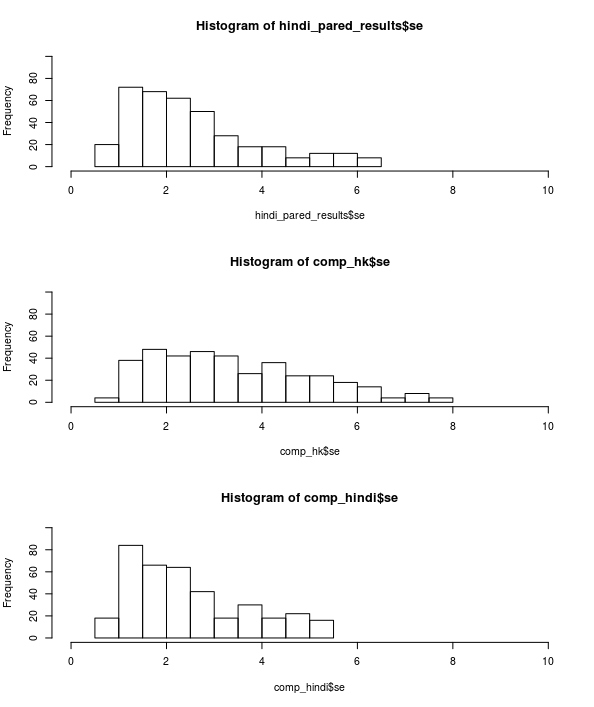 Histogram of hindi_pared_results$se
Frequency
0 20 40 60 80
0 2 4 6 8 10
hindi_pared_results$se
Histogram of comp_hk$se
Frequency
0 20 40 60 80
0 2 4 6 8 10
comp_hk$se
Histogram of comp_hindi$se
Frequency
0 20 40 60 80
0 2 4 6 8 10
comp_hindi$se